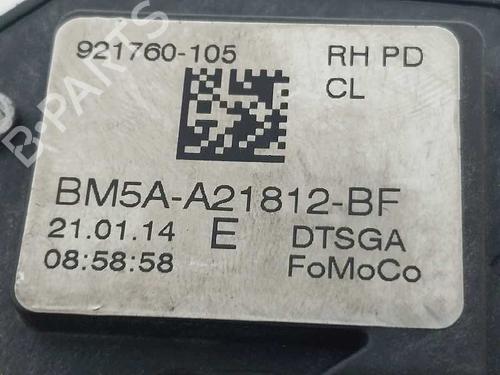 921760-105 RH PD
CL
BM5A-A21812-BF
21.01.14 E DTSGA
08:58:58 FoMoCo
B-PARTS